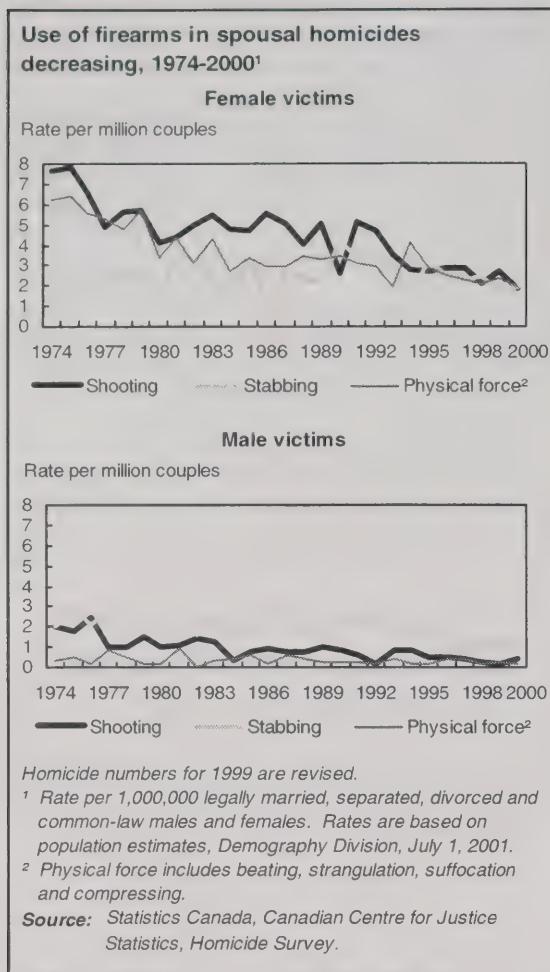 Use of firearms in spousal homicides
decreasing, 1974-2000¹
Female victims
Rate per million couples
8
7
6
5
4
3
2
1
0
1974 1977 1980 1983 1986 1989 1992 1995 1998 2000
Shooting Stabbing Physical force²
Male victims
Rate per million couples
8
7
6
5
4
3
2
1
0
1974 1977 1980 1983 1986 1989 1992 1995 1998 2000
Shooting Stabbing Physical force²
Homicide numbers for 1999 are revised.
¹ Rate per 1,000,000 legally married, separated, divorced and
common-law males and females. Rates are based on
population estimates, Demography Division, July 1, 2001.
² Physical force includes beating, strangulation, suffocation
and compressing.
Source: Statistics Canada, Canadian Centre for Justice
Statistics, Homicide Survey.